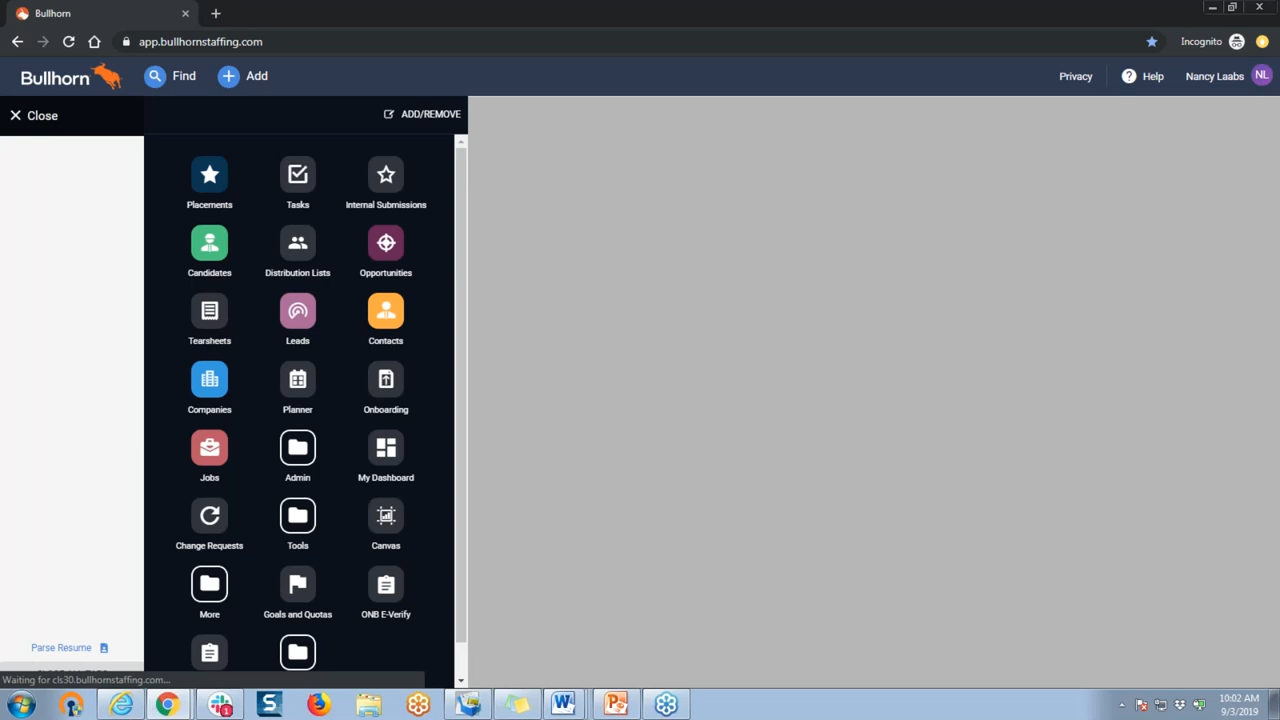 Bullhorn
app.bullhornstaffing.com
Incognito
Bullhorn
Find
Add
Privacy
Help
Nancy Laabs
NL
Close
ADD/REMOVE
Placements
Tasks
Internal Submissions
Candidates
Distribution Lists
Opportunities
Tearsheets
Leads
Contacts
Companies
Planner
Onboarding
Jobs
Admin
My Dashboard
Change Requests
Tools
Canvas
More
Goals and Quotas
ONB E-Verify
Parse Resume
Waiting for cls30.bullhornstaffing.com...
1
10:02 AM
9/3/2019